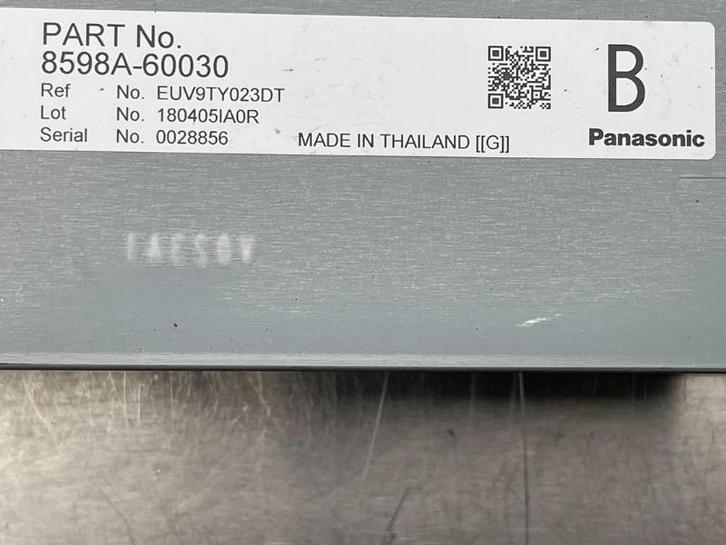 PART No.
8598A-60030
Ref No. EUV9TY023DT
Lot No. 180405IA0R
Serial No. 0028856
MADE IN THAILAND [[G]]
B
Panasonic